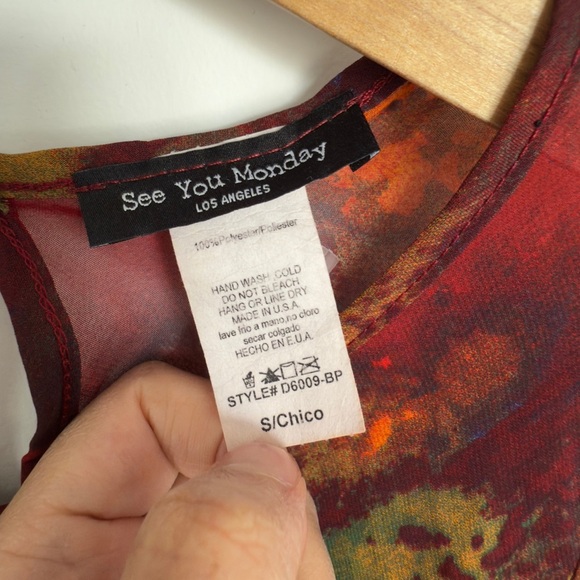 See You Monday
LOS ANGELES
100%Polyester/Poliester
HAND WASH COLD
DO NOT BLEACH
HANG OR LINE DRY
MADE IN U.S.A.
lave frio a mano,no cloro
secar colgado
HECHO EN E.U.A.
STYLE# D6009-BP
S/Chico